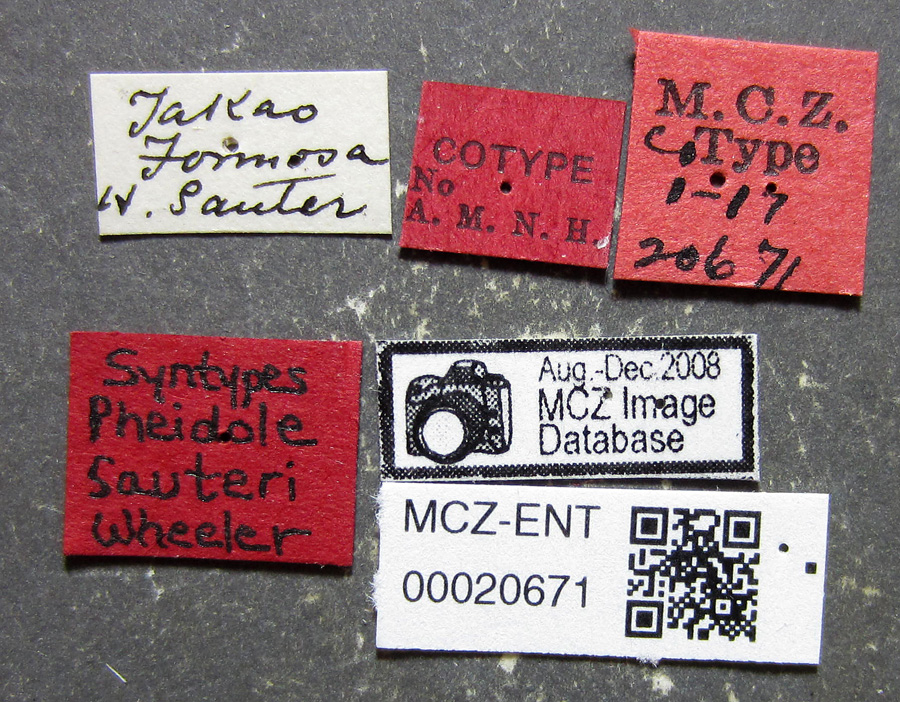 Takao
Formosa
H. Sauter
COTYPE
No
A. M. N. H.
M. C. Z.
CoType
1-17
20671
Syntypes
Pheidole
Sauteri
Wheeler
Aug.-Dec. 2008
MCZ Image
Database
MCZ-ENT
00020671